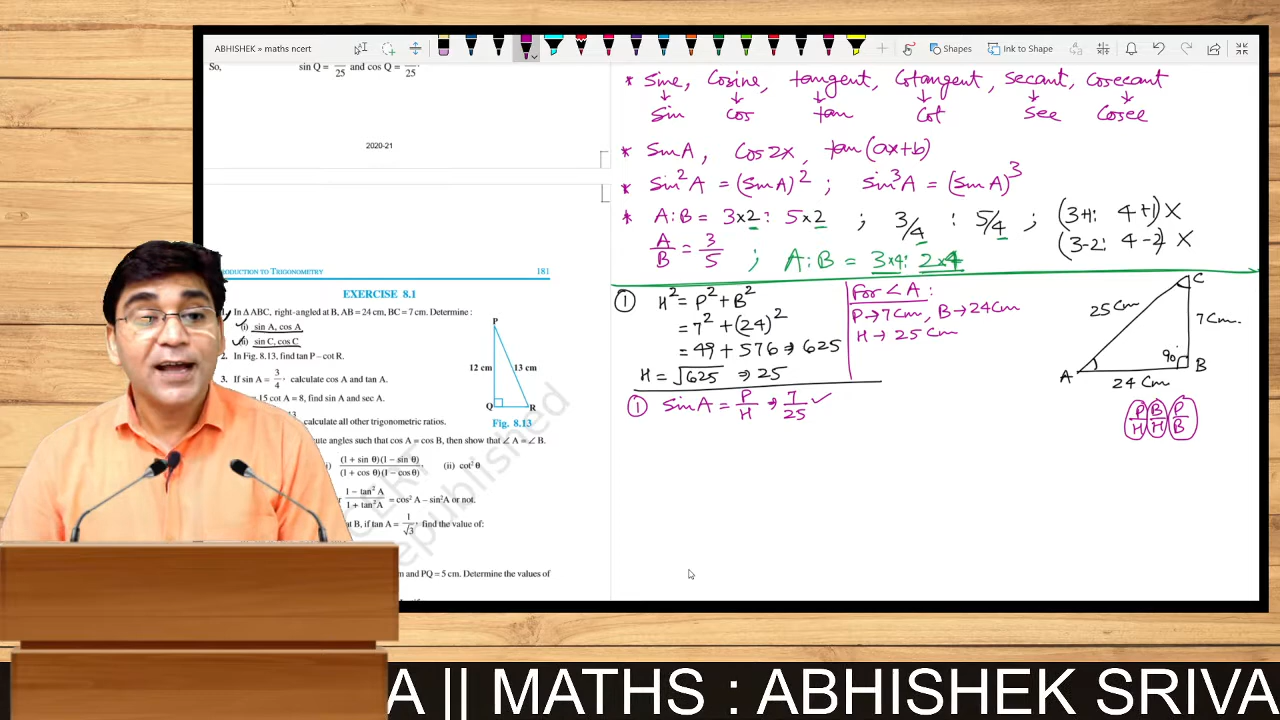 ABHISHEK » maths ncert
Shapes
Ink to Shape
So, sin Q = /25 and cos Q = /25 .
2020-21
RODUCTION TO TRIGONOMETRY 181
EXERCISE 8.1
1. In Δ ABC, right-angled at B, AB = 24 cm, BC = 7 cm. Determine :
(i) sin A, cos A
(ii) sin C, cos C
2. In Fig. 8.13, find tan P – cot R.
3. If sin A = 3/4, calculate cos A and tan A.
15 cot A = 8, find sin A and sec A.
calculate all other trigonometric ratios.
acute angles such that cos A = cos B, then show that ∠ A = ∠ B.
(1 + sin θ)(1 – sin θ) / (1 + cos θ)(1 – cos θ) , (ii) cot² θ
1 – tan² A / 1 + tan² A = cos² A – sin² A or not.
at B, if tan A = 1/√3, find the value of:
m and PQ = 5 cm. Determine the values of
P
12 cm 13 cm
Q R
Fig. 8.13
* Sine, Cosine, tangent, Cotangent, Secant, Cosecant
↓ ↓ ↓ ↓ ↓ ↓
Sin cos tan Cot Sec Cosec
* Sin A, Cos 2x, tan (ax+b)
* Sin² A = (Sin A)² ; Sin³ A = (Sin A)³
* A : B = 3×2 : 5×2 ; 3/4 : 5/4 ; (3+1 : 4+1) X
(3-2 : 4-2) X
A/B = 3/5 ; A : B = 3×4 : 2×4
① H² = P² + B²
= 7² + (24)²
= 49 + 576 ⇒ 625
H = √625 ⇒ 25
For ∠A :
P → 7 cm, B → 24 cm
H → 25 cm
① Sin A = P/H ⇒ 7/25 ✓
C
25 cm
7 cm.
90°
A B
24 cm
P/H B/H P/B
A || MATHS : ABHISHEK SRIVA